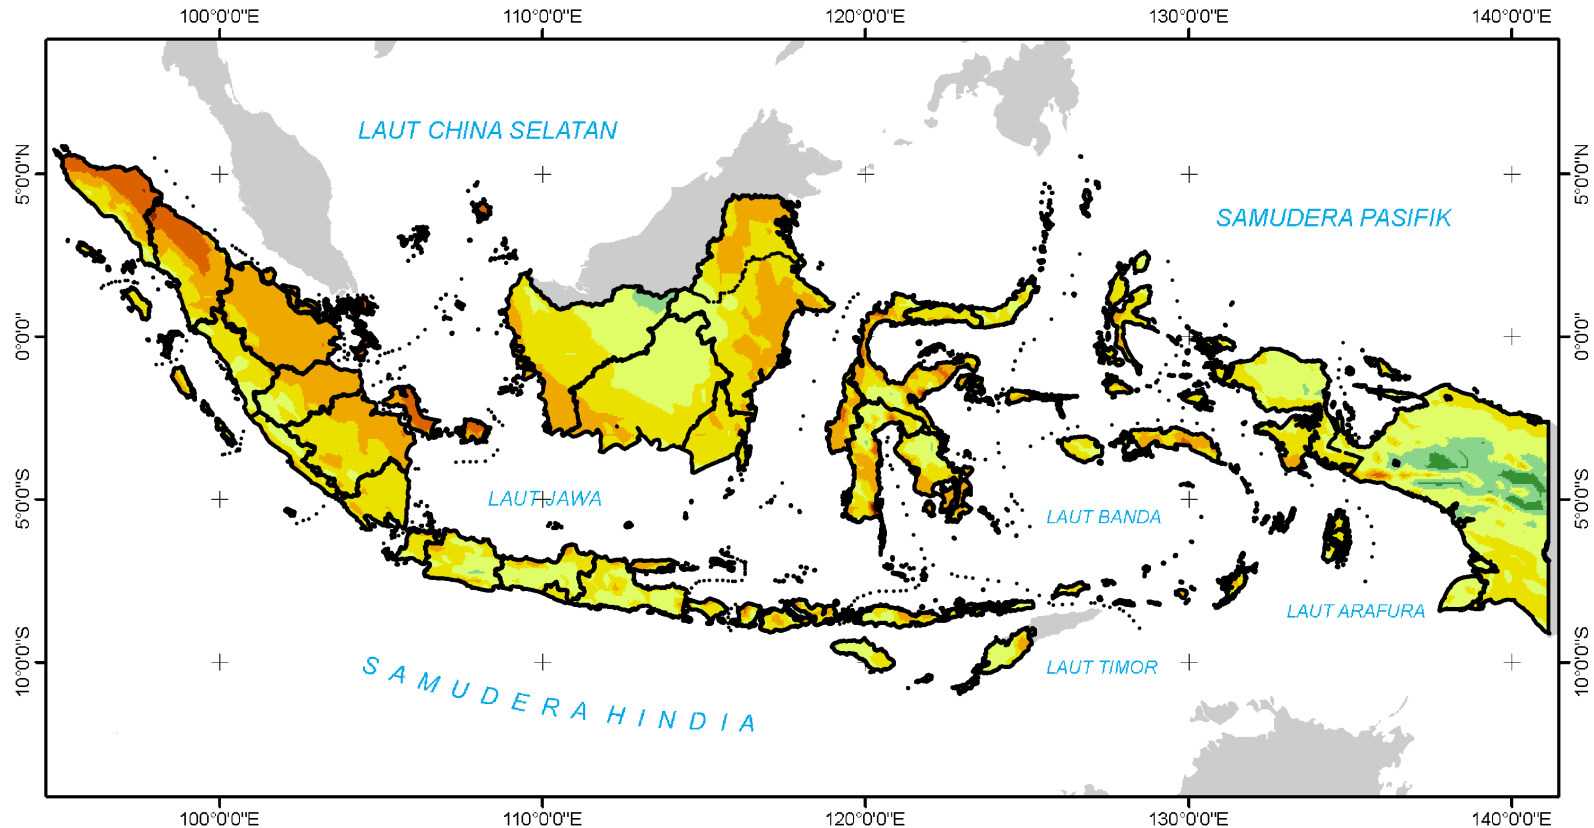 100°0'0"E
110°0'0"E
120°0'0"E
130°0'0"E
140°0'0"E
LAUT CHINA SELATAN
5°0'0"N
5°0'0"N
SAMUDERA PASIFIK
0°0'0"
0°0'0"
LAUT JAWA
5°0'0"S
5°0'0"S
LAUT BANDA
LAUT ARAFURA
10°0'0"S
10°0'0"S
LAUT TIMOR
SAMUDERA HINDIA
100°0'0"E
110°0'0"E
120°0'0"E
130°0'0"E
140°0'0"E